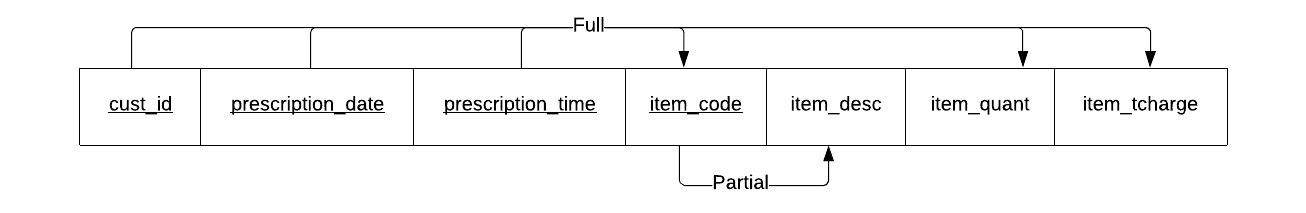 Full
cust_id prescription_date prescription_time item_code item_desc item_quant item_tcharge
Partial